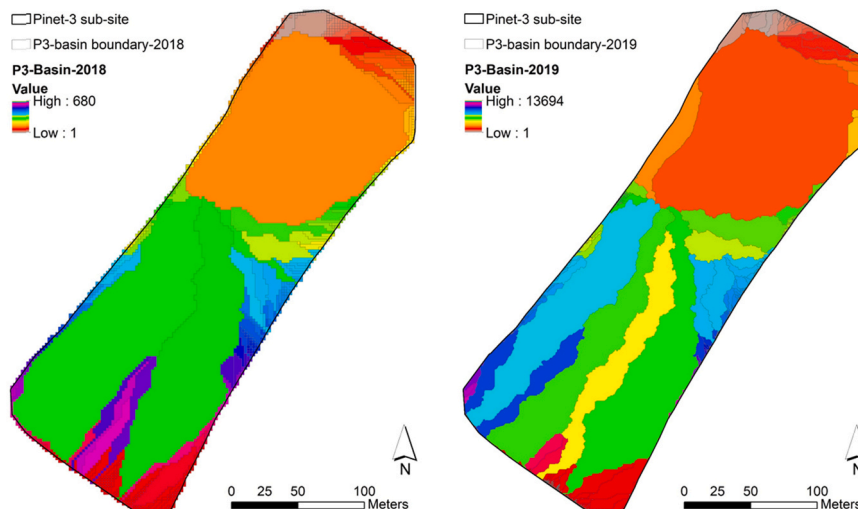 Pinet-3 sub-site
P3-basin boundary-2018
P3-Basin-2018
Value
High : 680
Low : 1
N
0 25 50 100
Meters
Pinet-3 sub-site
P3-basin boundary-2019
P3-Basin-2019
Value
High : 13694
Low : 1
N
0 25 50 100
Meters